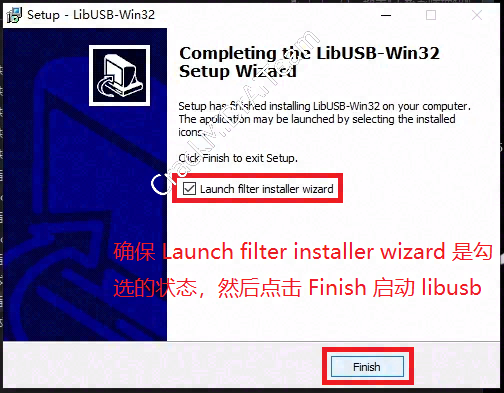 Setup - LibUSB-Win32
Completing the LibUSB-Win32
Setup Wizard
Setup has finished installing LibUSB-Win32 on your computer.
The application may be launched by selecting the installed
icons.
Click Finish to exit Setup.
Launch filter installer wizard
确保 Launch filter installer wizard 是勾
选的状态，然后点击 Finish 启动 libusb
Finish